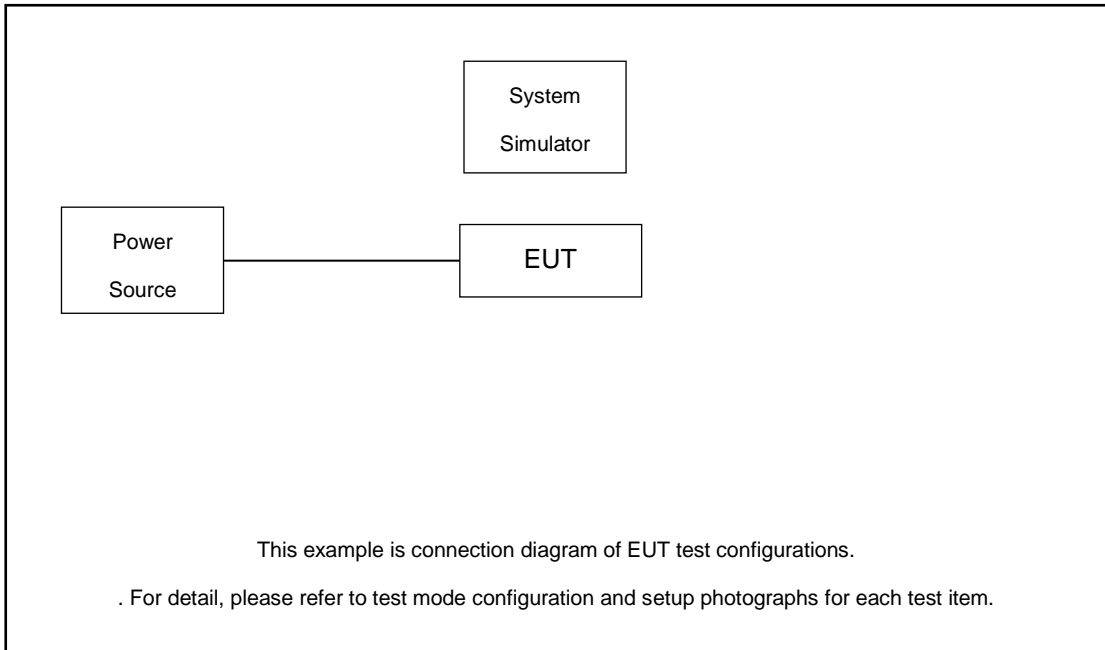 System
Simulator
Power
Source
EUT
This example is connection diagram of EUT test configurations.
. For detail, please refer to test mode configuration and setup photographs for each test item.